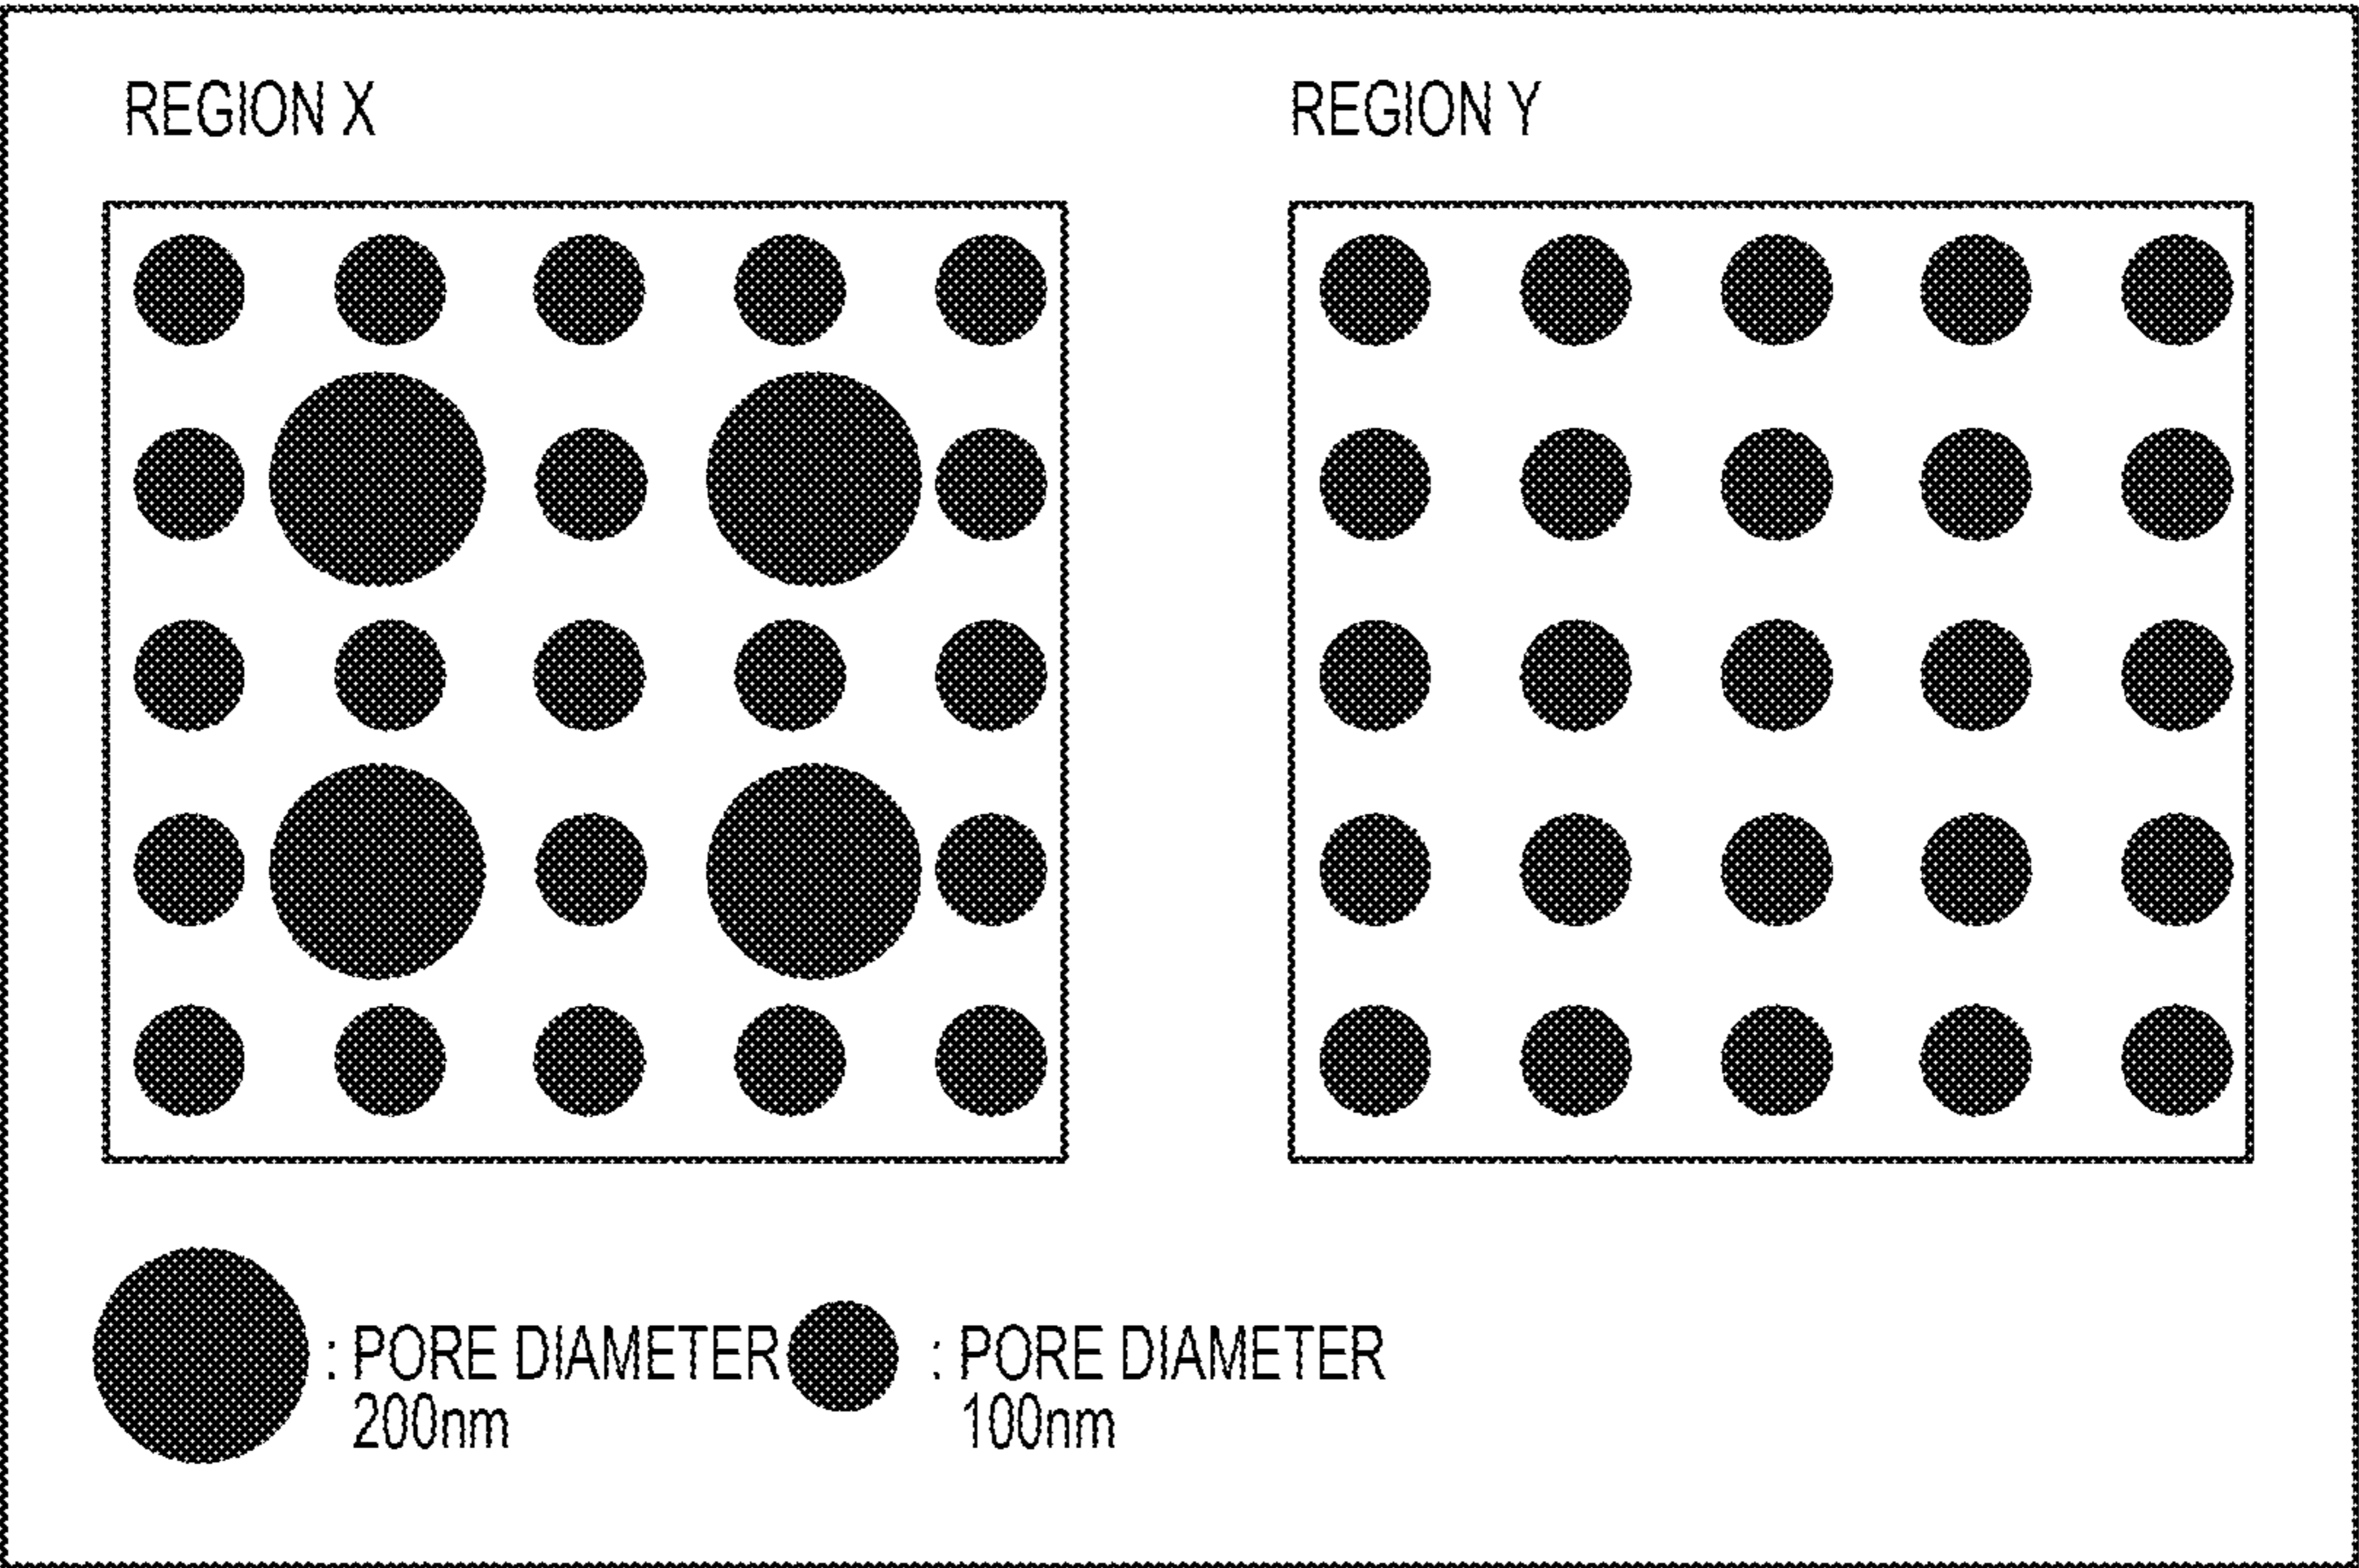 REGION X
REGION Y
: PORE DIAMETER
200nm
: PORE DIAMETER
100nm